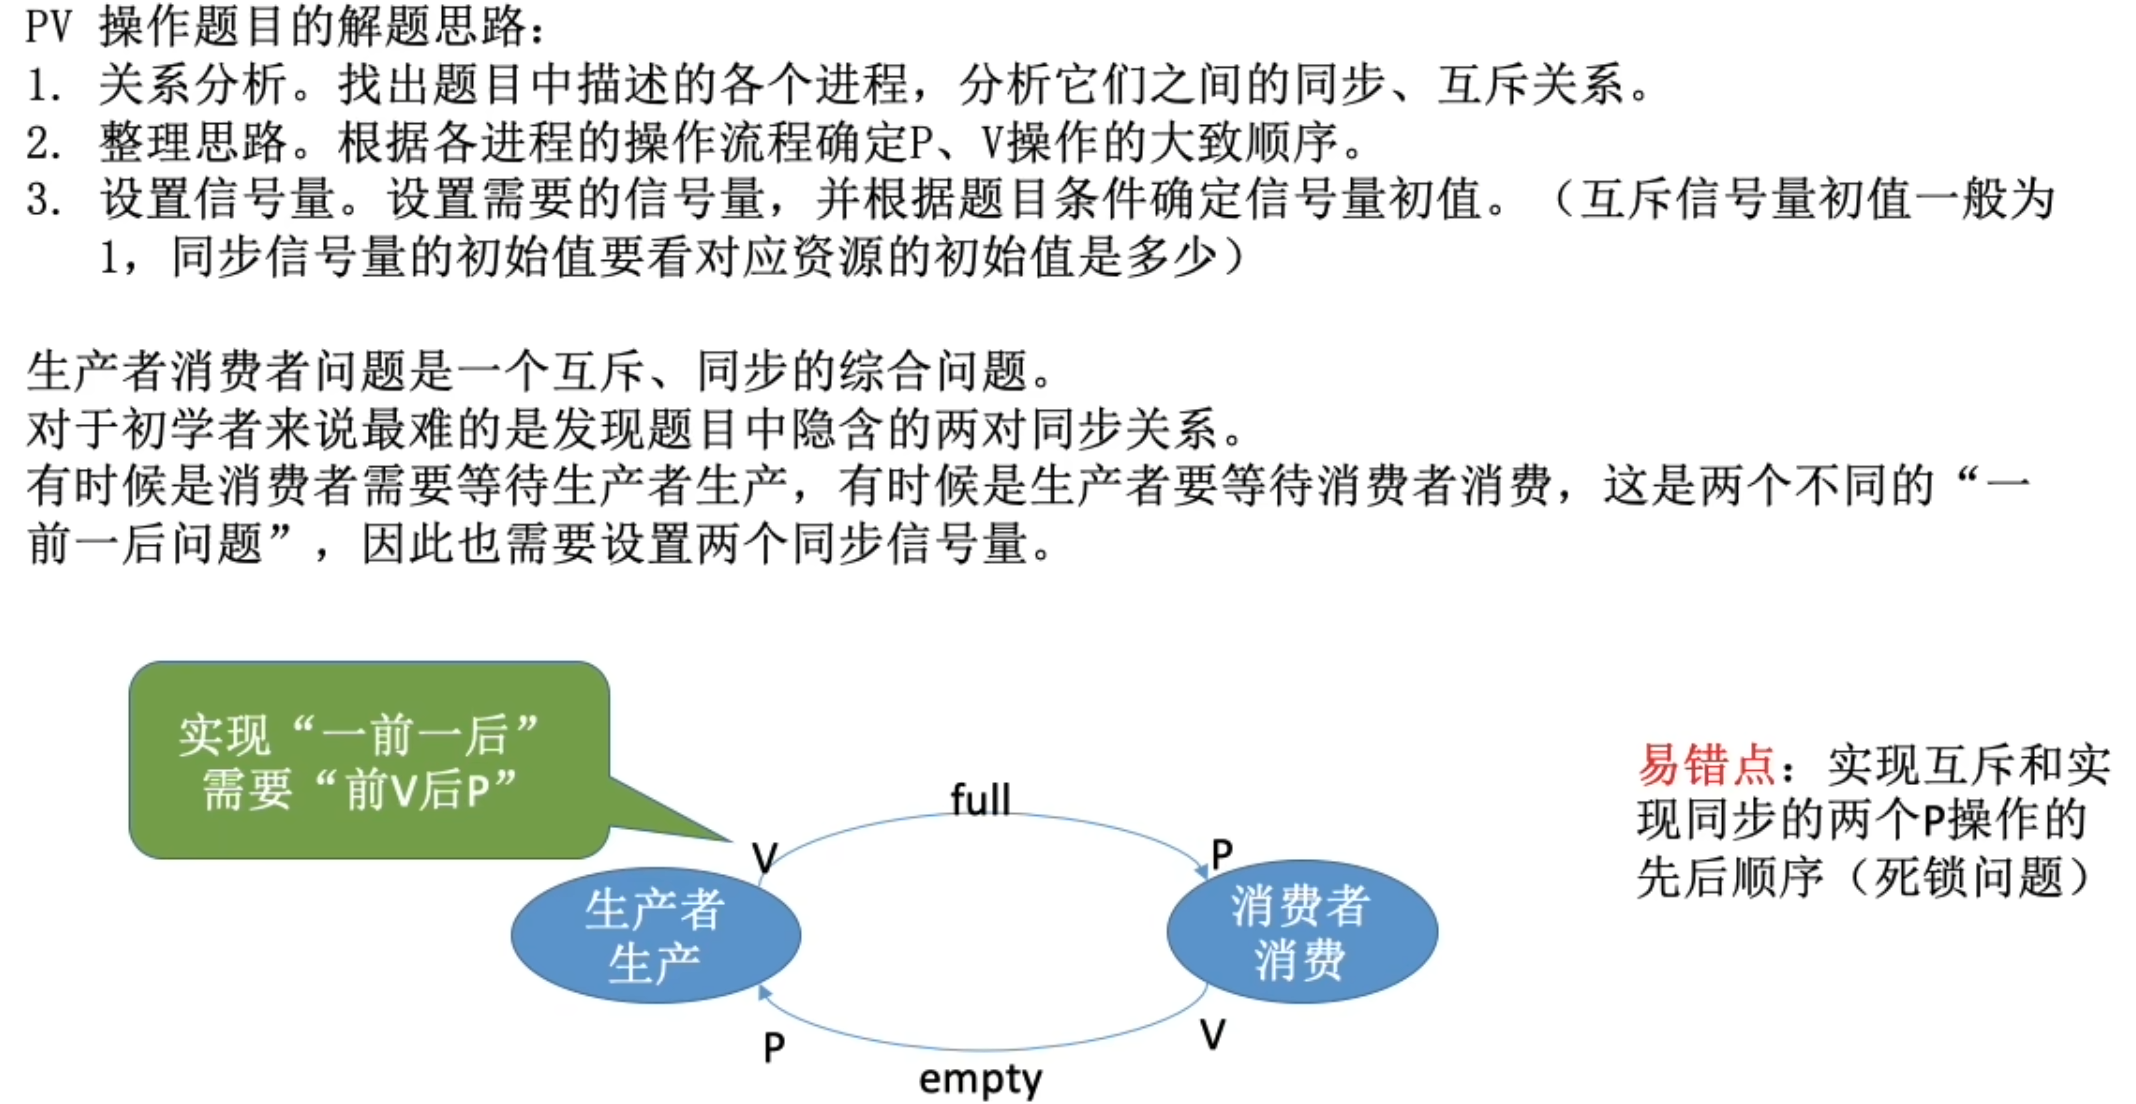 PV 操作题目的解题思路：
1. 关系分析。找出题目中描述的各个进程，分析它们之间的同步、互斥关系。
2. 整理思路。根据各进程的操作流程确定P、V操作的大致顺序。
3. 设置信号量。设置需要的信号量，并根据题目条件确定信号量初值。（互斥信号量初值一般为
1，同步信号量的初始值要看对应资源的初始值是多少）
生产者消费者问题是一个互斥、同步的综合问题。
对于初学者来说最难的是发现题目中隐含的两对同步关系。
有时候是消费者需要等待生产者生产，有时候是生产者要等待消费者消费，这是两个不同的“一
前一后问题”，因此也需要设置两个同步信号量。
实现“一前一后”
需要“前V后P”
full
V
P
生产者
生产
消费者
消费
P
V
empty
易错点：实现互斥和实
现同步的两个P操作的
先后顺序（死锁问题）